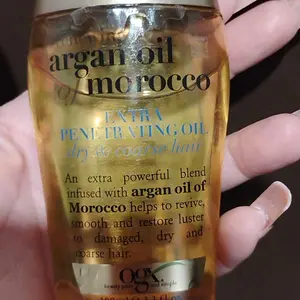 argan oil
of morocco
EXTRA
PENETRATING OIL
dry & coarse hair
An extra powerful blend
infused with argan oil of
Morocco helps to revive,
smooth and restore luster
to damaged, dry and
coarse hair.
ogx